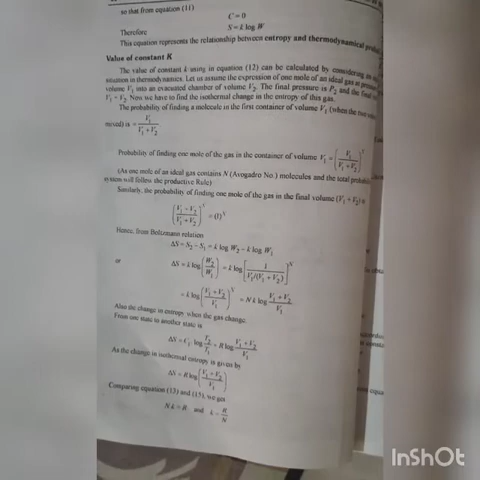 so that from equation (11)
C = 0
Therefore S = k log W
This equation represents the relationship between entropy and thermodynamical
Value of constant K
The value of constant k using in equation (12) can be calculated by considering an
situation in thermodynamics. Let us assume the expression of one mole of an ideal gas at pressure
volume V₁ into an evacuated chamber of volume V₂. The final pressure is P₂ and the final
V₁ + V₂. Now we have to find the isothermal change in the entropy of this gas.
The probability of finding a molecule in the first container of volume V₁ (when the two
mixed) is = V₁/(V₁ + V₂)
Probability of finding one mole of the gas in the container of volume V₁ = [V₁/(V₁ + V₂)]ᴺ
(As one mole of an ideal gas contains N (Avogadro No.) molecules and the total
system will follow the productive Rule)
Similarly, the probability of finding one mole of the gas in the final volume (V₁ + V₂) is
((V₁ + V₂)/(V₁ + V₂))ᴺ = (1)ᴺ
Hence, from Boltzmann relation
ΔS = S₂ − S₁ = k log W₂ − k log W₁
or ΔS = k log (W₂/W₁) = k log [1/(V₁/(V₁ + V₂))]ᴺ
= k log ((V₁ + V₂)/V₁)ᴺ = N k log (V₁ + V₂)/V₁
Also the change in entropy when the gas change
From one state to another state is
ΔS = log T₂/T₁ + R log (V₁ + V₂)/V₁
As the change in isothermal entropy is given by
ΔS = R log ((V₁ + V₂)/V₁)
Comparing equation (13) and (15), we get
N k = R and k = R/N
InShOt